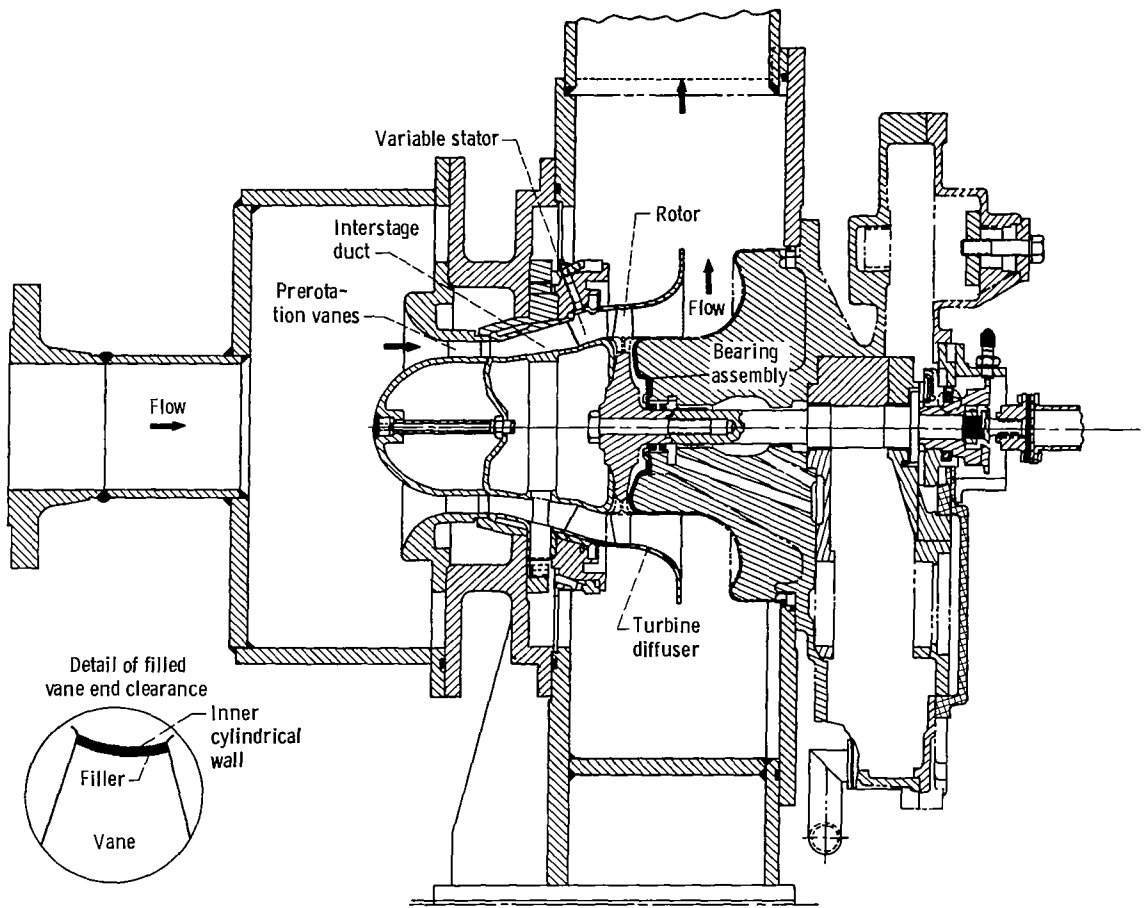 Variable stator
Interstage
duct
Prerota-
tion vanes
Rotor
Flow
Bearing
assembly
Flow
Turbine
diffuser
Detail of filled
vane end clearance
Inner
cylindrical
wall
Filler
Vane